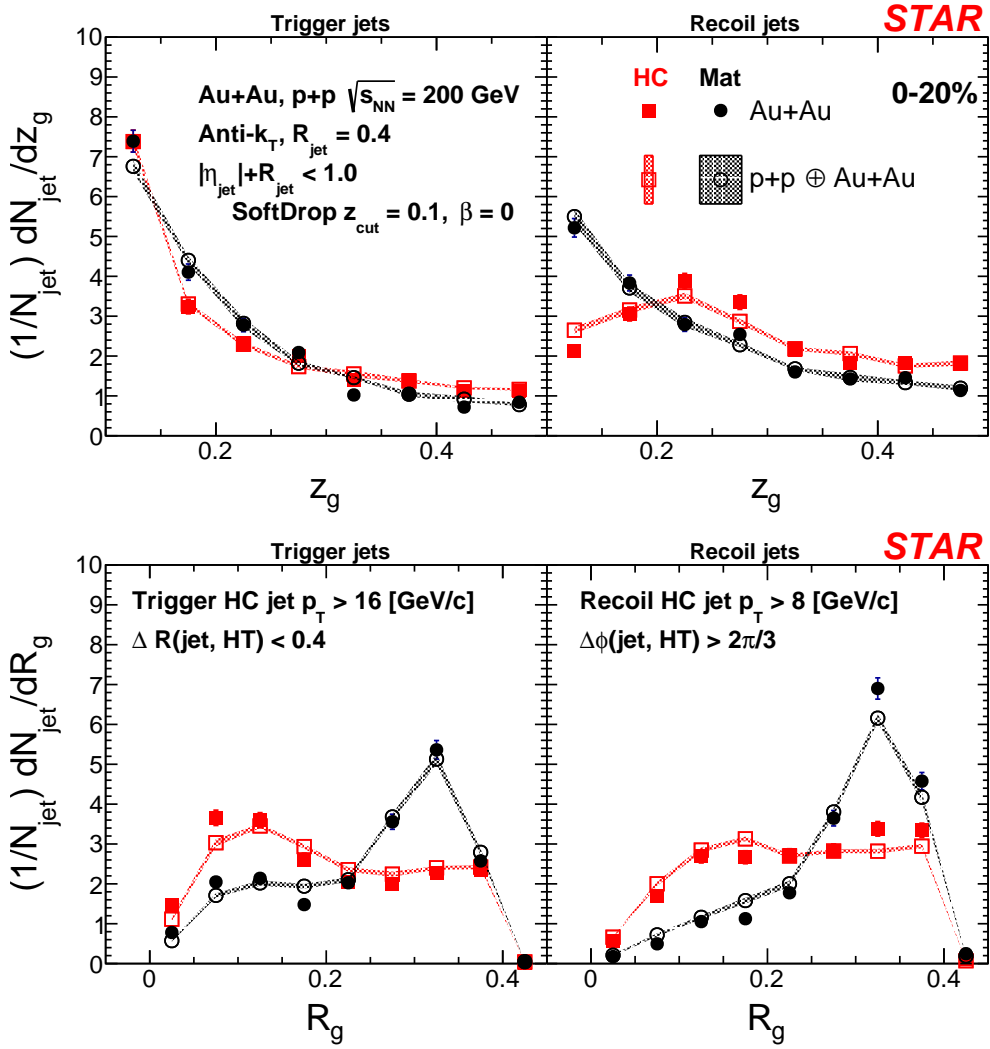 Trigger jets
Recoil jets
STAR
10
9
8
7
6
5
4
3
2
1
0
(1/N_jet) dN_jet/dz_g
Au+Au, p+p √s_NN = 200 GeV
Anti-k_T, R_jet = 0.4
|η_jet|+R_jet < 1.0
SoftDrop z_cut = 0.1, β = 0
HC Mat
0-20%
Au+Au
p+p ⊕ Au+Au
0.2 0.4
0.2 0.4
z_g
z_g
Trigger jets
Recoil jets
STAR
10
9
8
7
6
5
4
3
2
1
0
(1/N_jet) dN_jet/dR_g
Trigger HC jet p_T > 16 [GeV/c]
Δ R(jet, HT) < 0.4
Recoil HC jet p_T > 8 [GeV/c]
Δϕ(jet, HT) > 2π/3
0 0.2 0.4
0 0.2 0.4
R_g
R_g